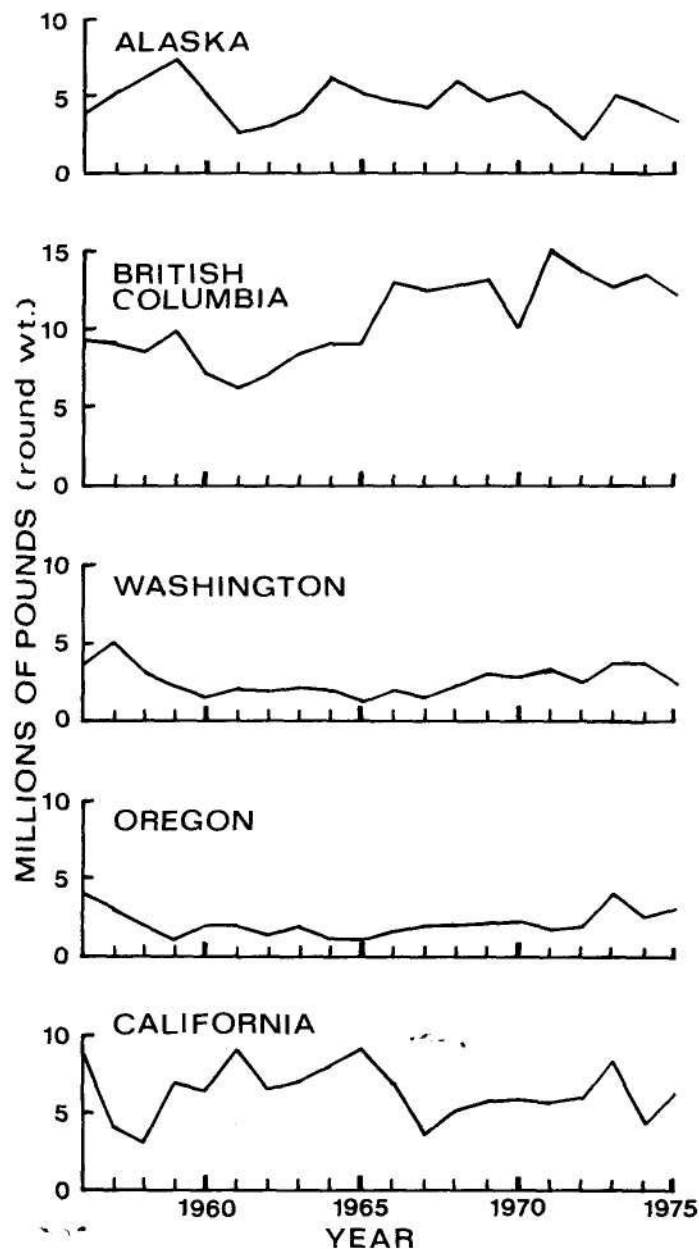 MILLIONS OF POUNDS (round wt.)
ALASKA
10
5
0
BRITISH
COLUMBIA
15
10
5
0
WASHINGTON
10
5
0
OREGON
10
5
0
CALIFORNIA
10
5
0
1960 1965 1970 1975
YEAR